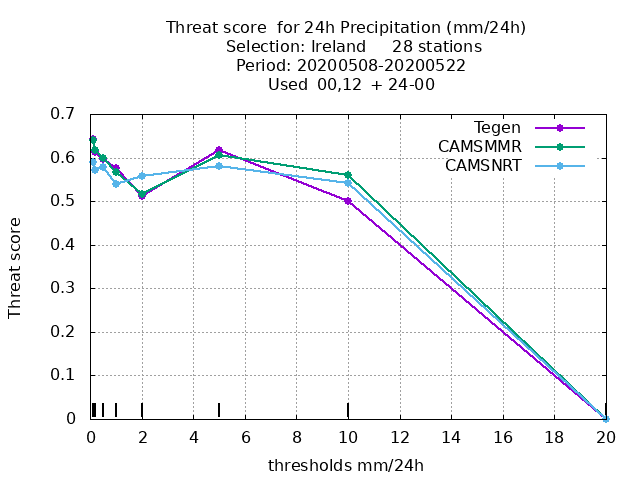 Threat score  for 24h Precipitation (mm/24h)
Selection: Ireland     28 stations
Period: 20200508-20200522
Used  00,12  + 24-00
Tegen
CAMSMMR
CAMSNRT
0.7
0.6
0.5
0.4
0.3
0.2
0.1
0
Threat score
0 2 4 6 8 10 12 14 16 18 20
thresholds mm/24h